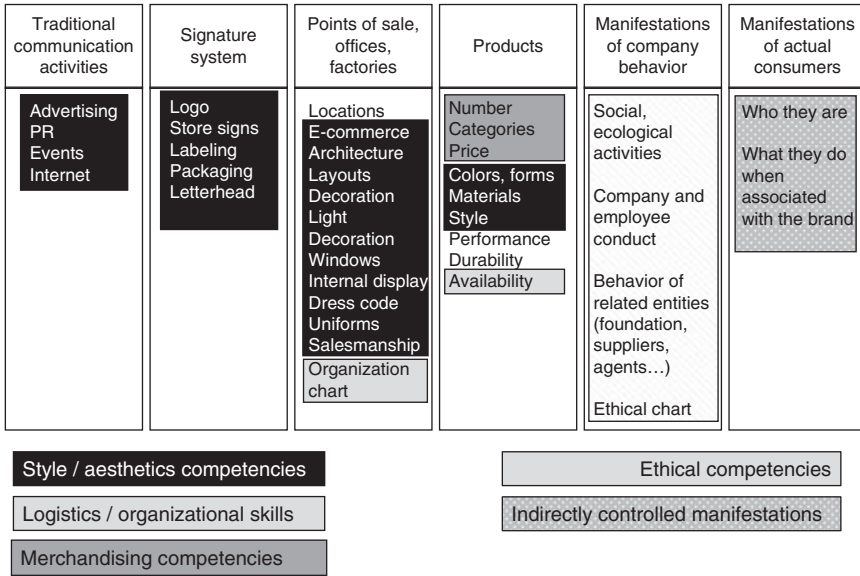 Traditional
communication
activities
Advertising
PR
Events
Internet
Signature
system
Logo
Store signs
Labeling
Packaging
Letterhead
Points of sale,
offices,
factories
Locations
E-commerce
Architecture
Layouts
Decoration
Light
Decoration
Windows
Internal display
Dress code
Uniforms
Salesmanship
Organization
chart
Products
Number
Categories
Price
Colors, forms
Materials
Style
Performance
Durability
Availability
Manifestations
of company
behavior
Social,
ecological
activities
Company and
employee
conduct
Behavior of
related entities
(foundation,
suppliers,
agents…)
Ethical chart
Manifestations
of actual
consumers
Who they are
What they do
when
associated
with the brand
Style / aesthetics competencies
Logistics / organizational skills
Merchandising competencies
Ethical competencies
Indirectly controlled manifestations